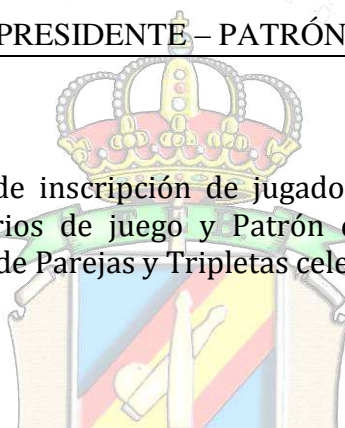 PRESIDENTE – PATRÓN
de inscripción de jugado
rios de juego y Patrón
de Parejas y Tripletas cele